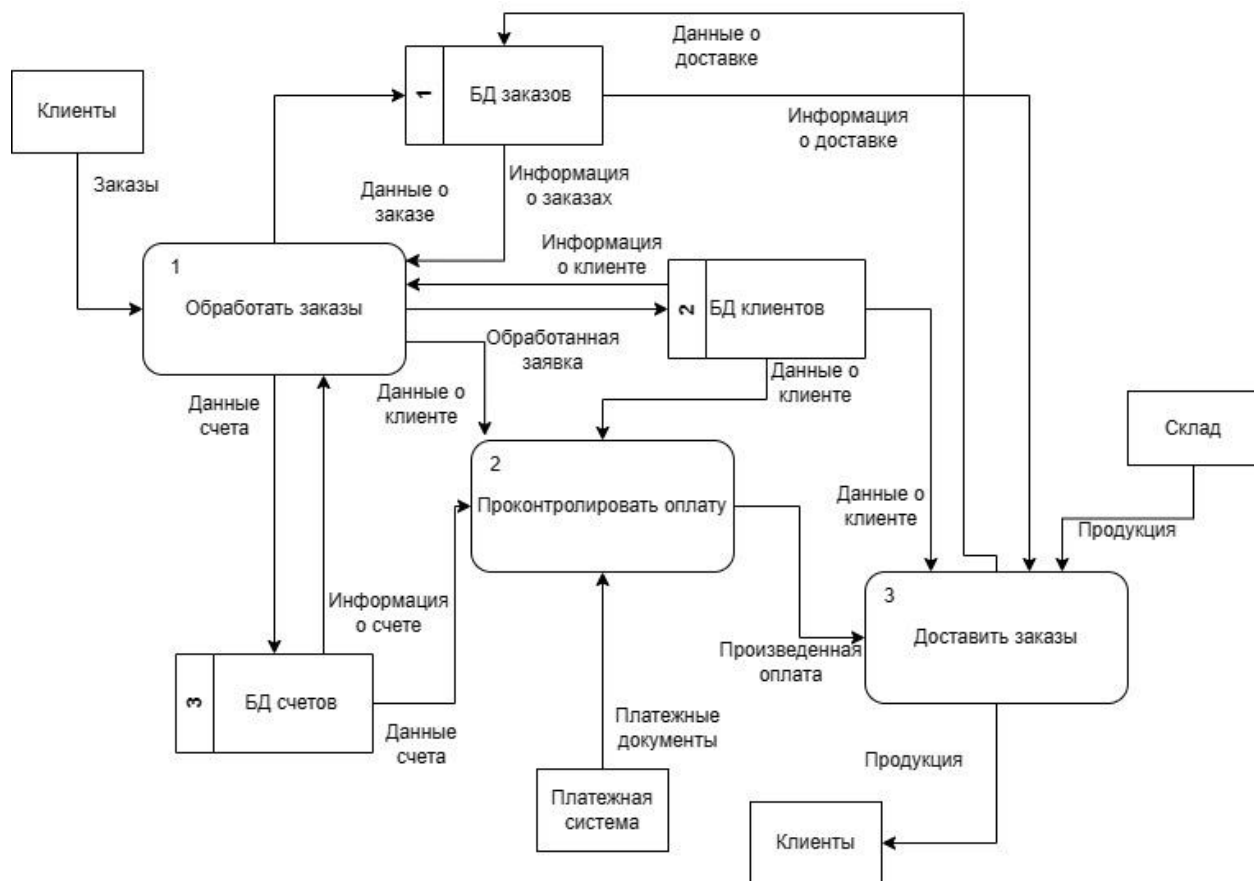 Данные о
доставке
1
БД заказов
Клиенты
Информация
о доставке
Заказы
Данные о
заказе
Информация
о заказах
Информация
о клиенте
1
Обработать заказы
2
БД клиентов
Обработанная
заявка
Данные о
клиенте
Данные о
клиенте
Данные
счета
Склад
2
Проконтролировать оплату
Данные о
клиенте
Продукция
3
Доставить заказы
Информация
о счете
Произведенная
оплата
3
БД счетов
Данные
счета
Платежные
документы
Продукция
Платежная
система
Клиенты